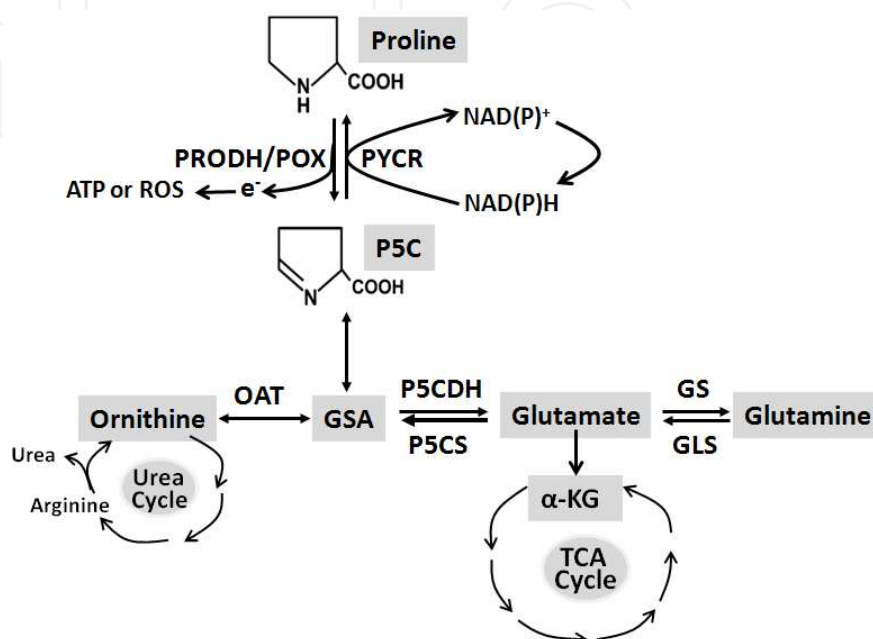 Proline
N
H
COOH
NAD(P)⁺
PRODH/POX
PYCR
ATP or ROS
e⁻
NAD(P)H
P5C
N
COOH
OAT
P5CDH
GS
Ornithine
GSA
Glutamate
Glutamine
P5CS
GLS
Urea
Urea
Cycle
Arginine
α-KG
TCA
Cycle